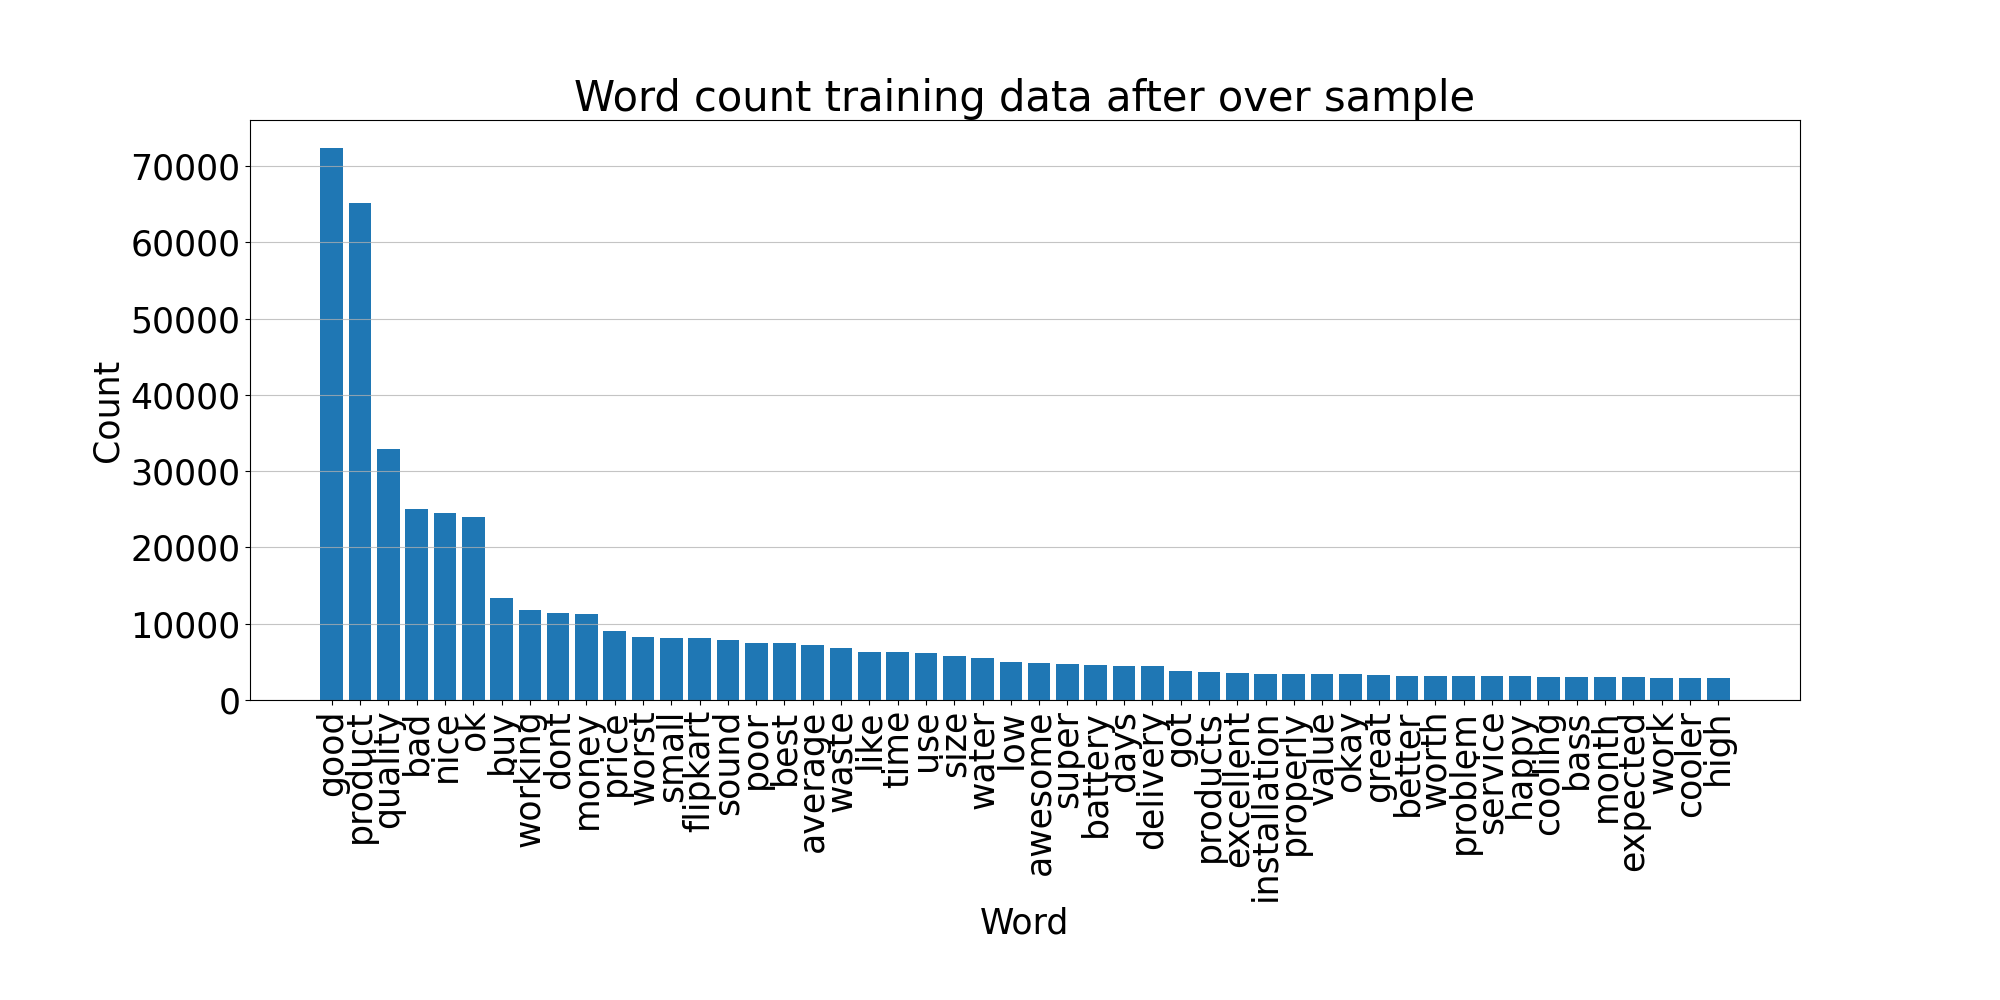 Word count training data after over sample
Count
70000
60000
50000
40000
30000
20000
10000
0
good
product
quality
bad
nice
ok
buy
working
dont
money
price
worst
small
flipkart
sound
poor
best
average
waste
like
time
use
size
water
low
awesome
super
battery
days
delivery
got
products
excellent
installation
properly
value
okay
great
better
worth
problem
service
happy
cooling
bass
month
expected
work
cooler
high
Word